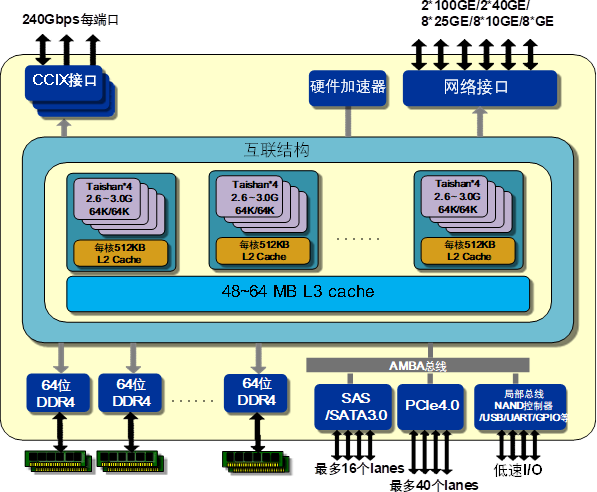 240Gbps每端口
2*100GE/2*40GE/
8*25GE/8*10GE/8*GE
CCIX接口
硬件加速器
网络接口
互联结构
Taishan*4
2.6~3.0G
64K/64K
每核512KB
L2 Cache
Taishan*4
2.6~3.0G
64K/64K
每核512KB
L2 Cache
......
Taishan*4
2.6~3.0G
64K/64K
每核512KB
L2 Cache
48~64 MB L3 cache
AMBA总线
64位
DDR4
64位
DDR4
......
64位
DDR4
SAS
/SATA3.0
PCIe4.0
局部总线
NAND控制器
/USB/UART/GPIO等
最多16个lanes
最多40个lanes
低速I/O